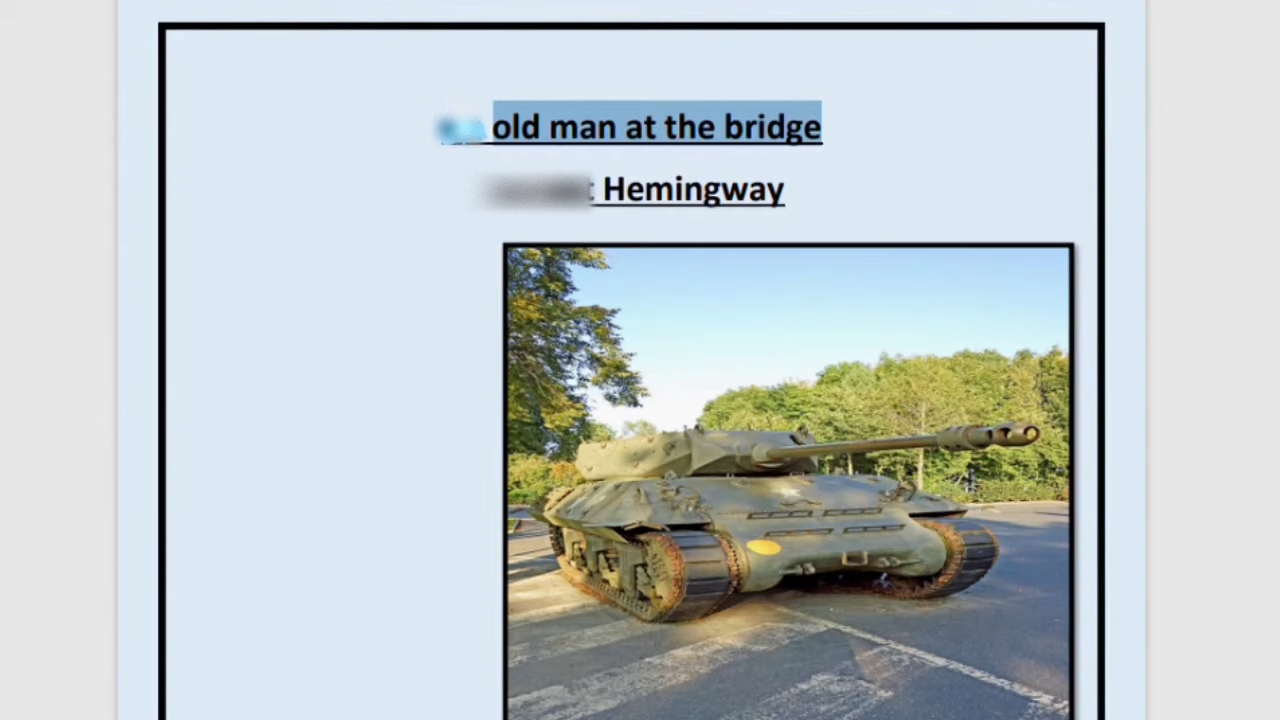 old man at the bridge
Hemingway